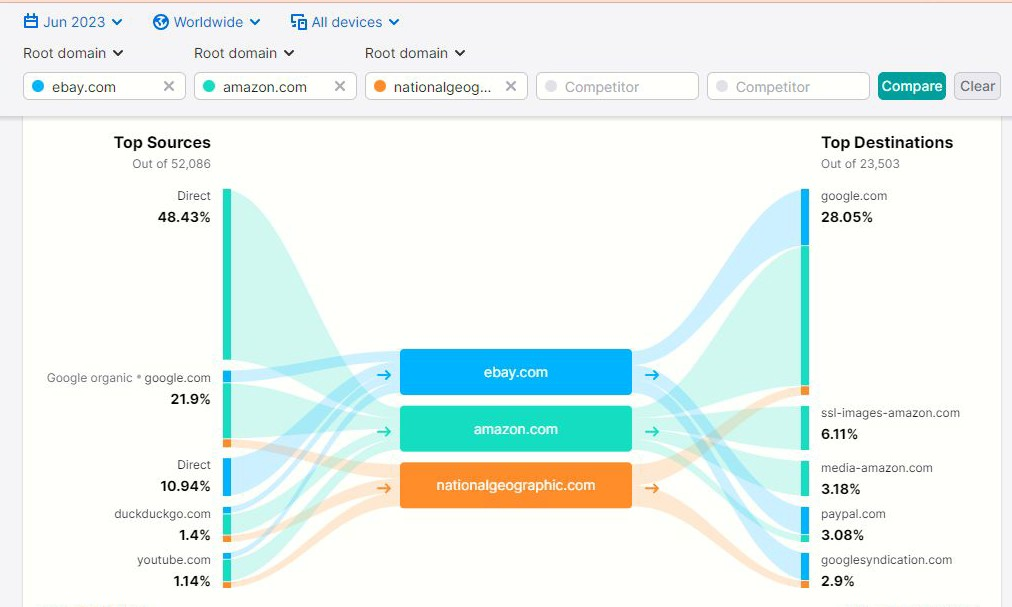 Jun 2023 Worldwide All devices
Root domain Root domain Root domain
ebay.com amazon.com nationalgeog... Competitor Competitor Compare Clear
Top Sources
Out of 52,086
Direct
48.43%
Google organic * google.com
21.9%
Direct
10.94%
duckduckgo.com
1.4%
youtube.com
1.14%
ebay.com
amazon.com
nationalgeographic.com
Top Destinations
Out of 23,503
google.com
28.05%
ssl-images-amazon.com
6.11%
media-amazon.com
3.18%
paypal.com
3.08%
googlesyndication.com
2.9%